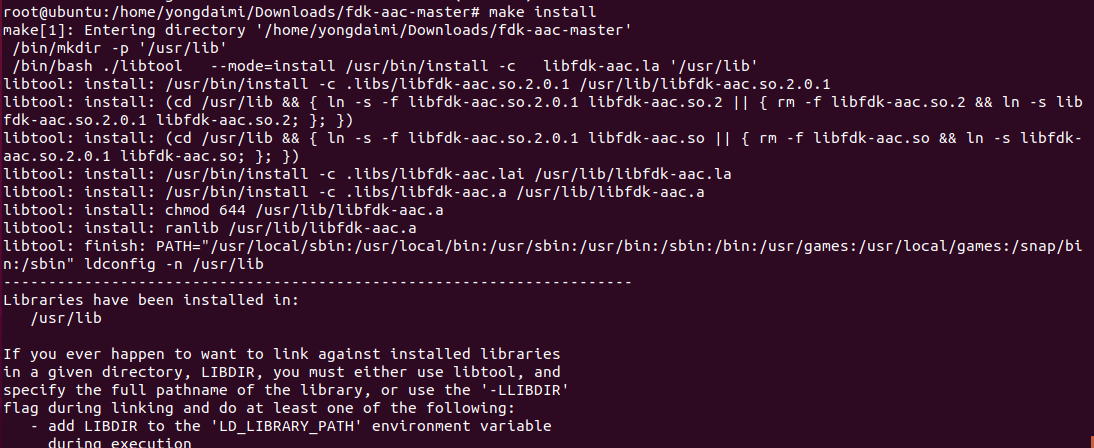 root@ubuntu:/home/yongdaimi/Downloads/fdk-aac-master# make install
make[1]: Entering directory '/home/yongdaimi/Downloads/fdk-aac-master'
 /bin/mkdir -p '/usr/lib'
 /bin/bash ./libtool   --mode=install /usr/bin/install -c   libfdk-aac.la '/usr/lib'
libtool: install: /usr/bin/install -c .libs/libfdk-aac.so.2.0.1 /usr/lib/libfdk-aac.so.2.0.1
libtool: install: (cd /usr/lib && { ln -s -f libfdk-aac.so.2.0.1 libfdk-aac.so.2 || { rm -f libfdk-aac.so.2 && ln -s lib
fdk-aac.so.2.0.1 libfdk-aac.so.2; }; })
libtool: install: (cd /usr/lib && { ln -s -f libfdk-aac.so.2.0.1 libfdk-aac.so || { rm -f libfdk-aac.so && ln -s libfdk-
aac.so.2.0.1 libfdk-aac.so; }; })
libtool: install: /usr/bin/install -c .libs/libfdk-aac.lai /usr/lib/libfdk-aac.la
libtool: install: /usr/bin/install -c .libs/libfdk-aac.a /usr/lib/libfdk-aac.a
libtool: install: chmod 644 /usr/lib/libfdk-aac.a
libtool: install: ranlib /usr/lib/libfdk-aac.a
libtool: finish: PATH="/usr/local/sbin:/usr/local/bin:/usr/sbin:/usr/bin:/sbin:/bin:/usr/games:/usr/local/games:/snap/bi
n:/sbin" ldconfig -n /usr/lib
----------------------------------------------------------------------
Libraries have been installed in:
   /usr/lib

If you ever happen to want to link against installed libraries
in a given directory, LIBDIR, you must either use libtool, and
specify the full pathname of the library, or use the '-LLIBDIR'
flag during linking and do at least one of the following:
   - add LIBDIR to the 'LD_LIBRARY_PATH' environment variable
     during execution